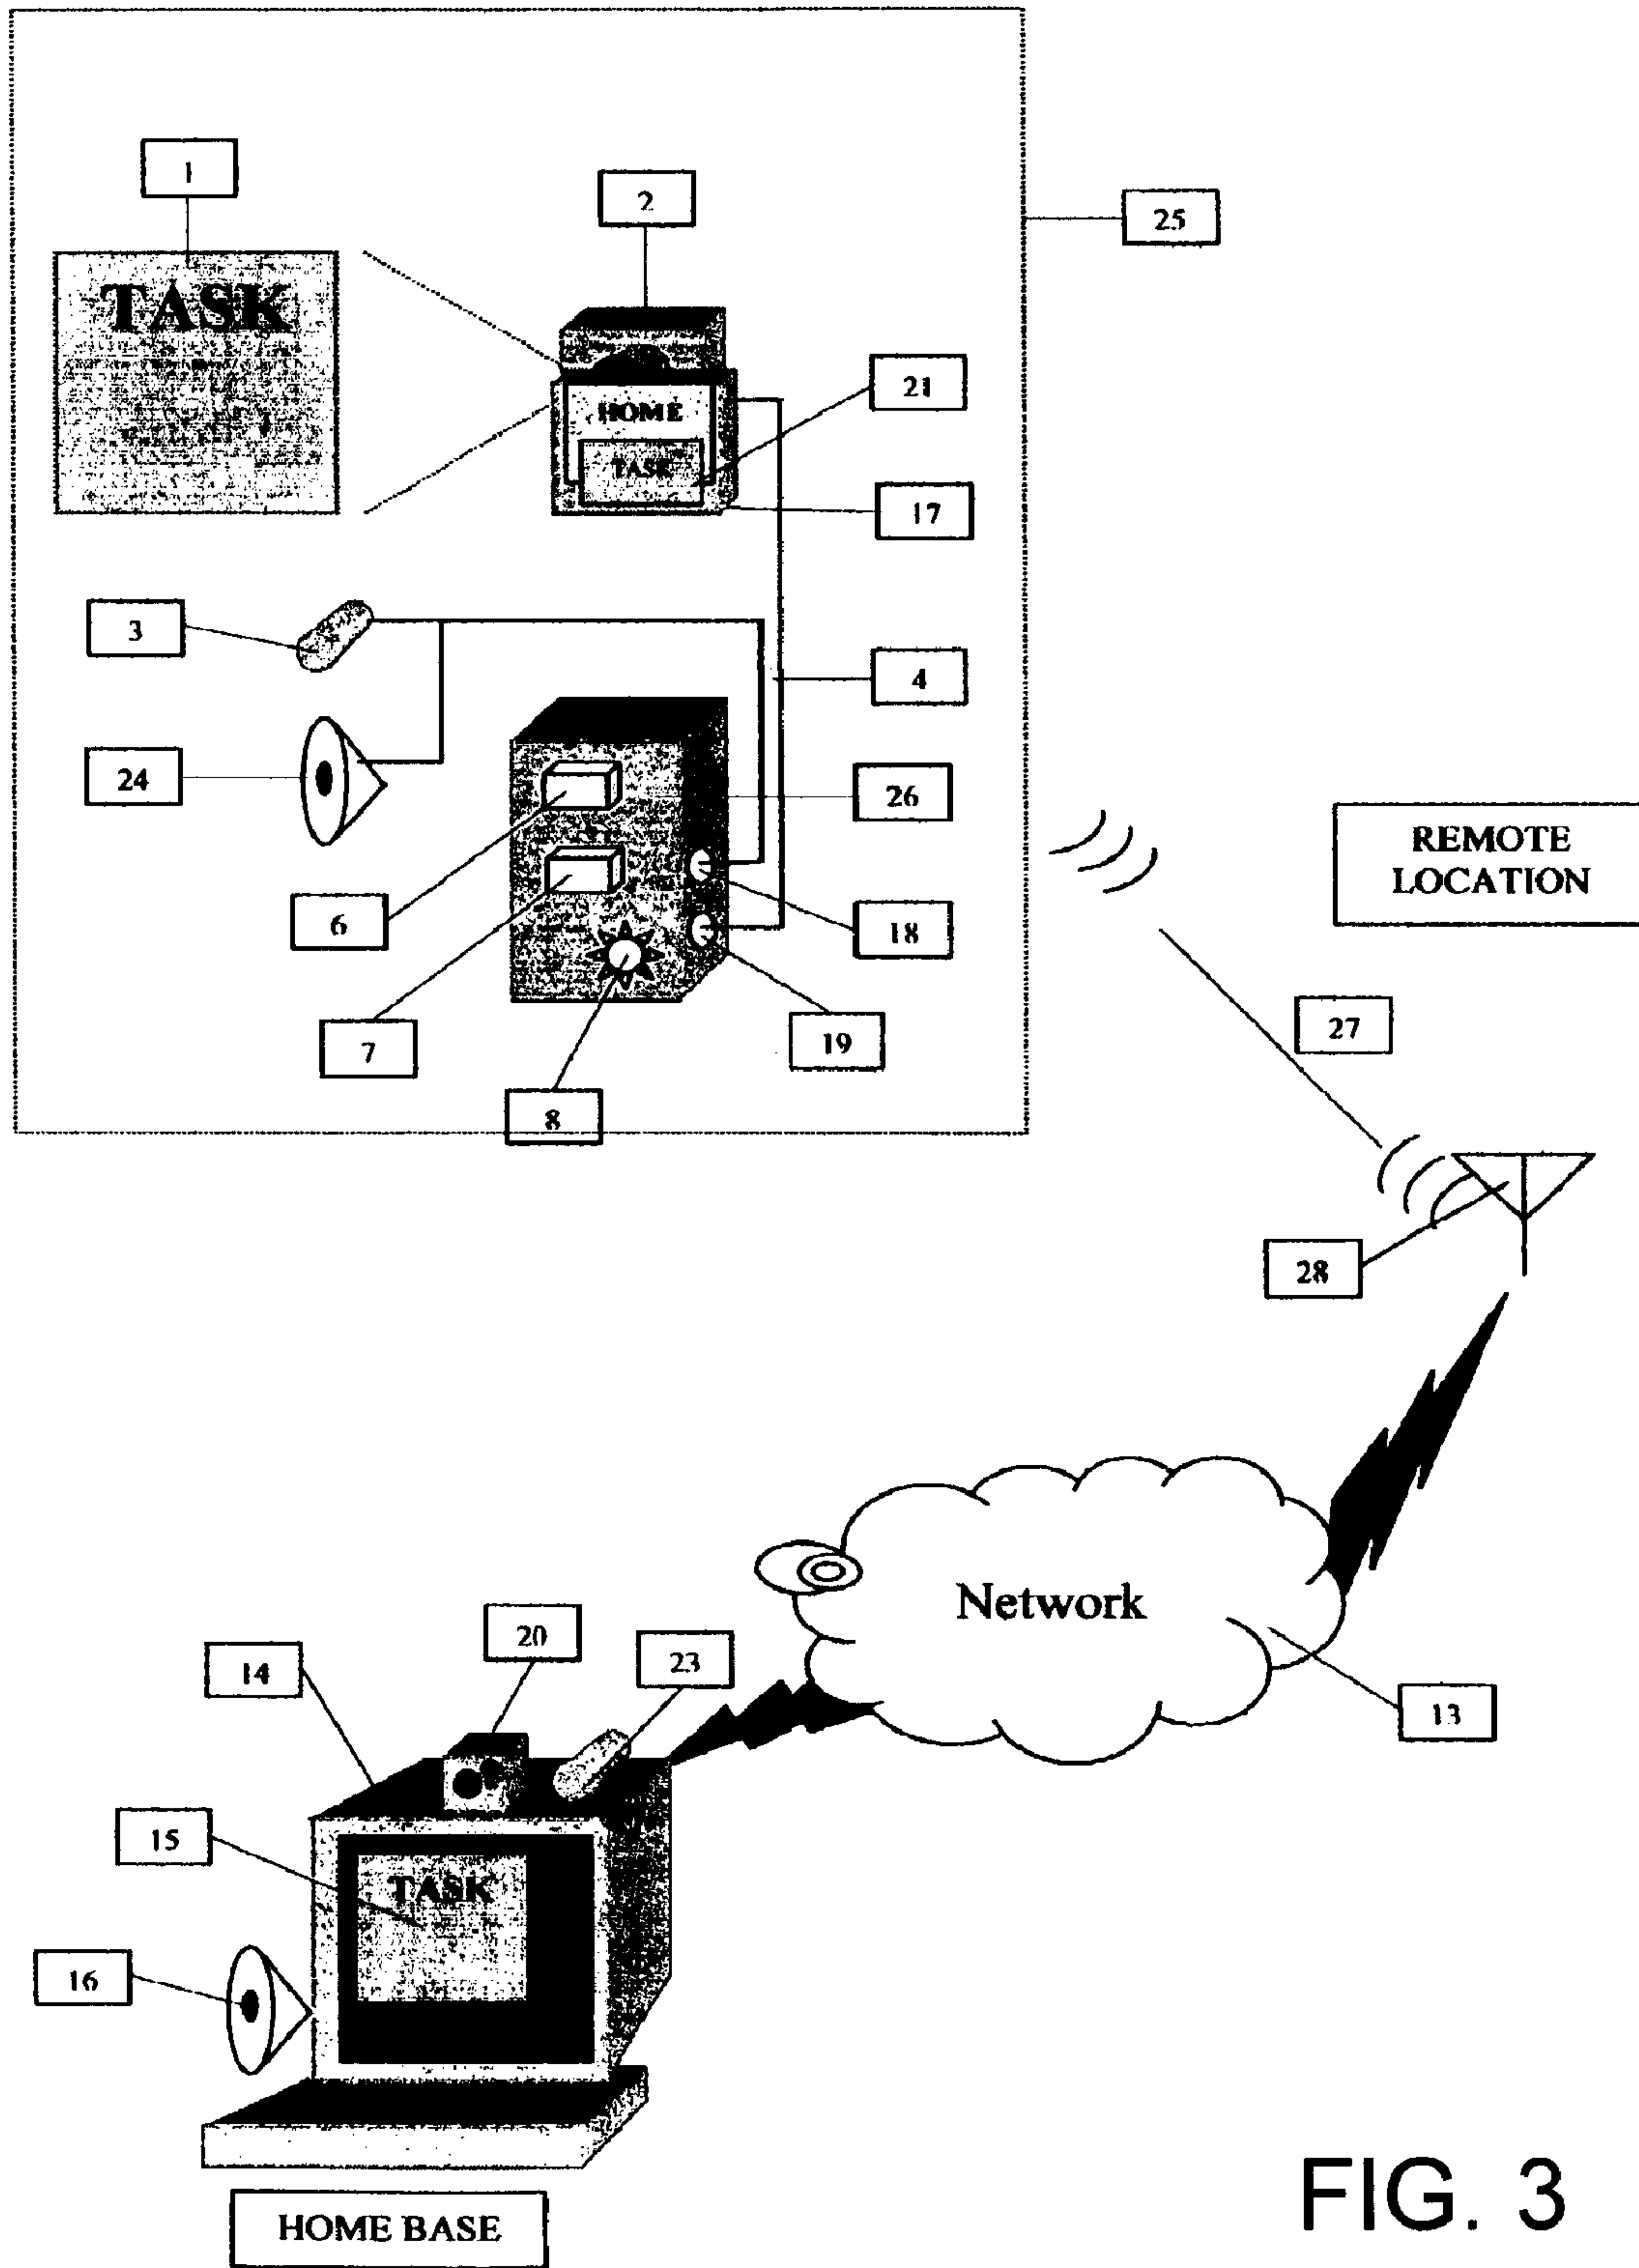 1
2
25
TASK
21
HOME
TASK
17
3
4
24
26
REMOTE
LOCATION
6
18
7
19
27
8
28
Network
20
23
14
13
15
TASK
16
HOME BASE
FIG. 3